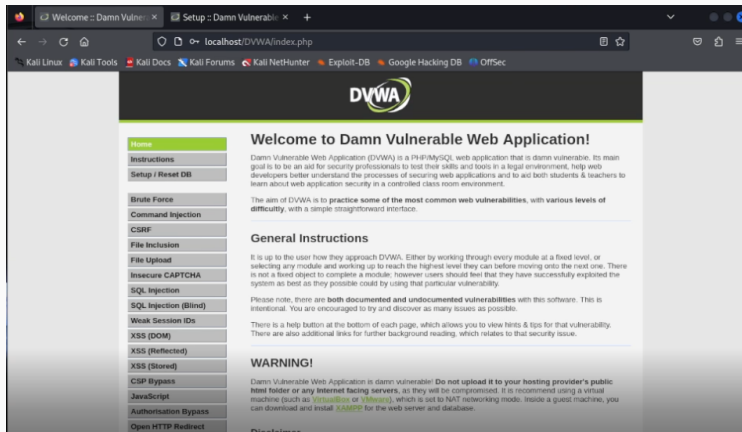 Welcome :: Damn Vulner
Setup :: Damn Vulnerable
localhost/DVWA/index.php
Kali Linux Kali Tools Kali Docs Kali Forums Kali NetHunter Exploit-DB Google Hacking DB OffSec
DVWA
Home
Instructions
Setup / Reset DB
Brute Force
Command Injection
CSRF
File Inclusion
File Upload
Insecure CAPTCHA
SQL Injection
SQL Injection (Blind)
Weak Session IDs
XSS (DOM)
XSS (Reflected)
XSS (Stored)
CSP Bypass
JavaScript
Authorisation Bypass
Open HTTP Redirect
Welcome to Damn Vulnerable Web Application!
Damn Vulnerable Web Application (DVWA) is a PHP/MySQL web application that is damn vulnerable. Its main
goal is to be an aid for security professionals to test their skills and tools in a legal environment, help web
developers better understand the processes of securing web applications and to aid both students & teachers to
learn about web application security in a controlled class room environment.
The aim of DVWA is to practice some of the most common web vulnerabilities, with various levels of
difficultly, with a simple straightforward interface.
General Instructions
It is up to the user how they approach DVWA. Either by working through every module at a fixed level, or
selecting any module and working up to reach the highest level they can before moving onto the next one. There
is not a fixed object to complete a module; however users should feel that they have successfully exploited the
system as best as they possible could by using that particular vulnerability.
Please note, there are both documented and undocumented vulnerabilities with this software. This is
intentional. You are encouraged to try and discover as many issues as possible.
There is a help button at the bottom of each page, which allows you to view hints & tips for that vulnerability.
There are also additional links for further background reading, which relates to that security issue.
WARNING!
Damn Vulnerable Web Application is damn vulnerable! Do not upload it to your hosting provider's public
html folder or any Internet facing servers, as they will be compromised. It is recommend using a virtual
machine (such as VirtualBox or VMware), which is set to NAT networking mode. Inside a guest machine, you
can download and install XAMPP for the web server and database.